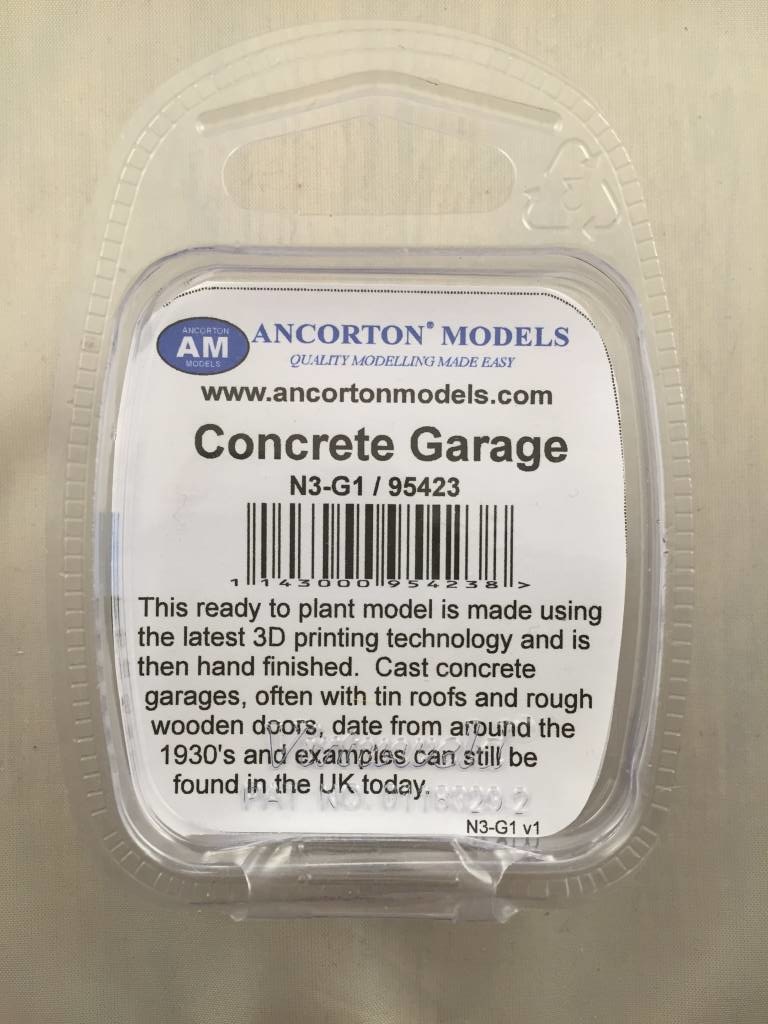 ANCORTON
AM
MODELS
ANCORTON® MODELS
QUALITY MODELLING MADE EASY
www.ancortonmodels.com
Concrete Garage
N3-G1 / 95423
1 143000 954238 >
This ready to plant model is made using
the latest 3D printing technology and is
then hand finished. Cast concrete
garages, often with tin roofs and rough
wooden doors, date from around the
1930's and examples can still be
found in the UK today.
PAT NO.
N3-G1 v1